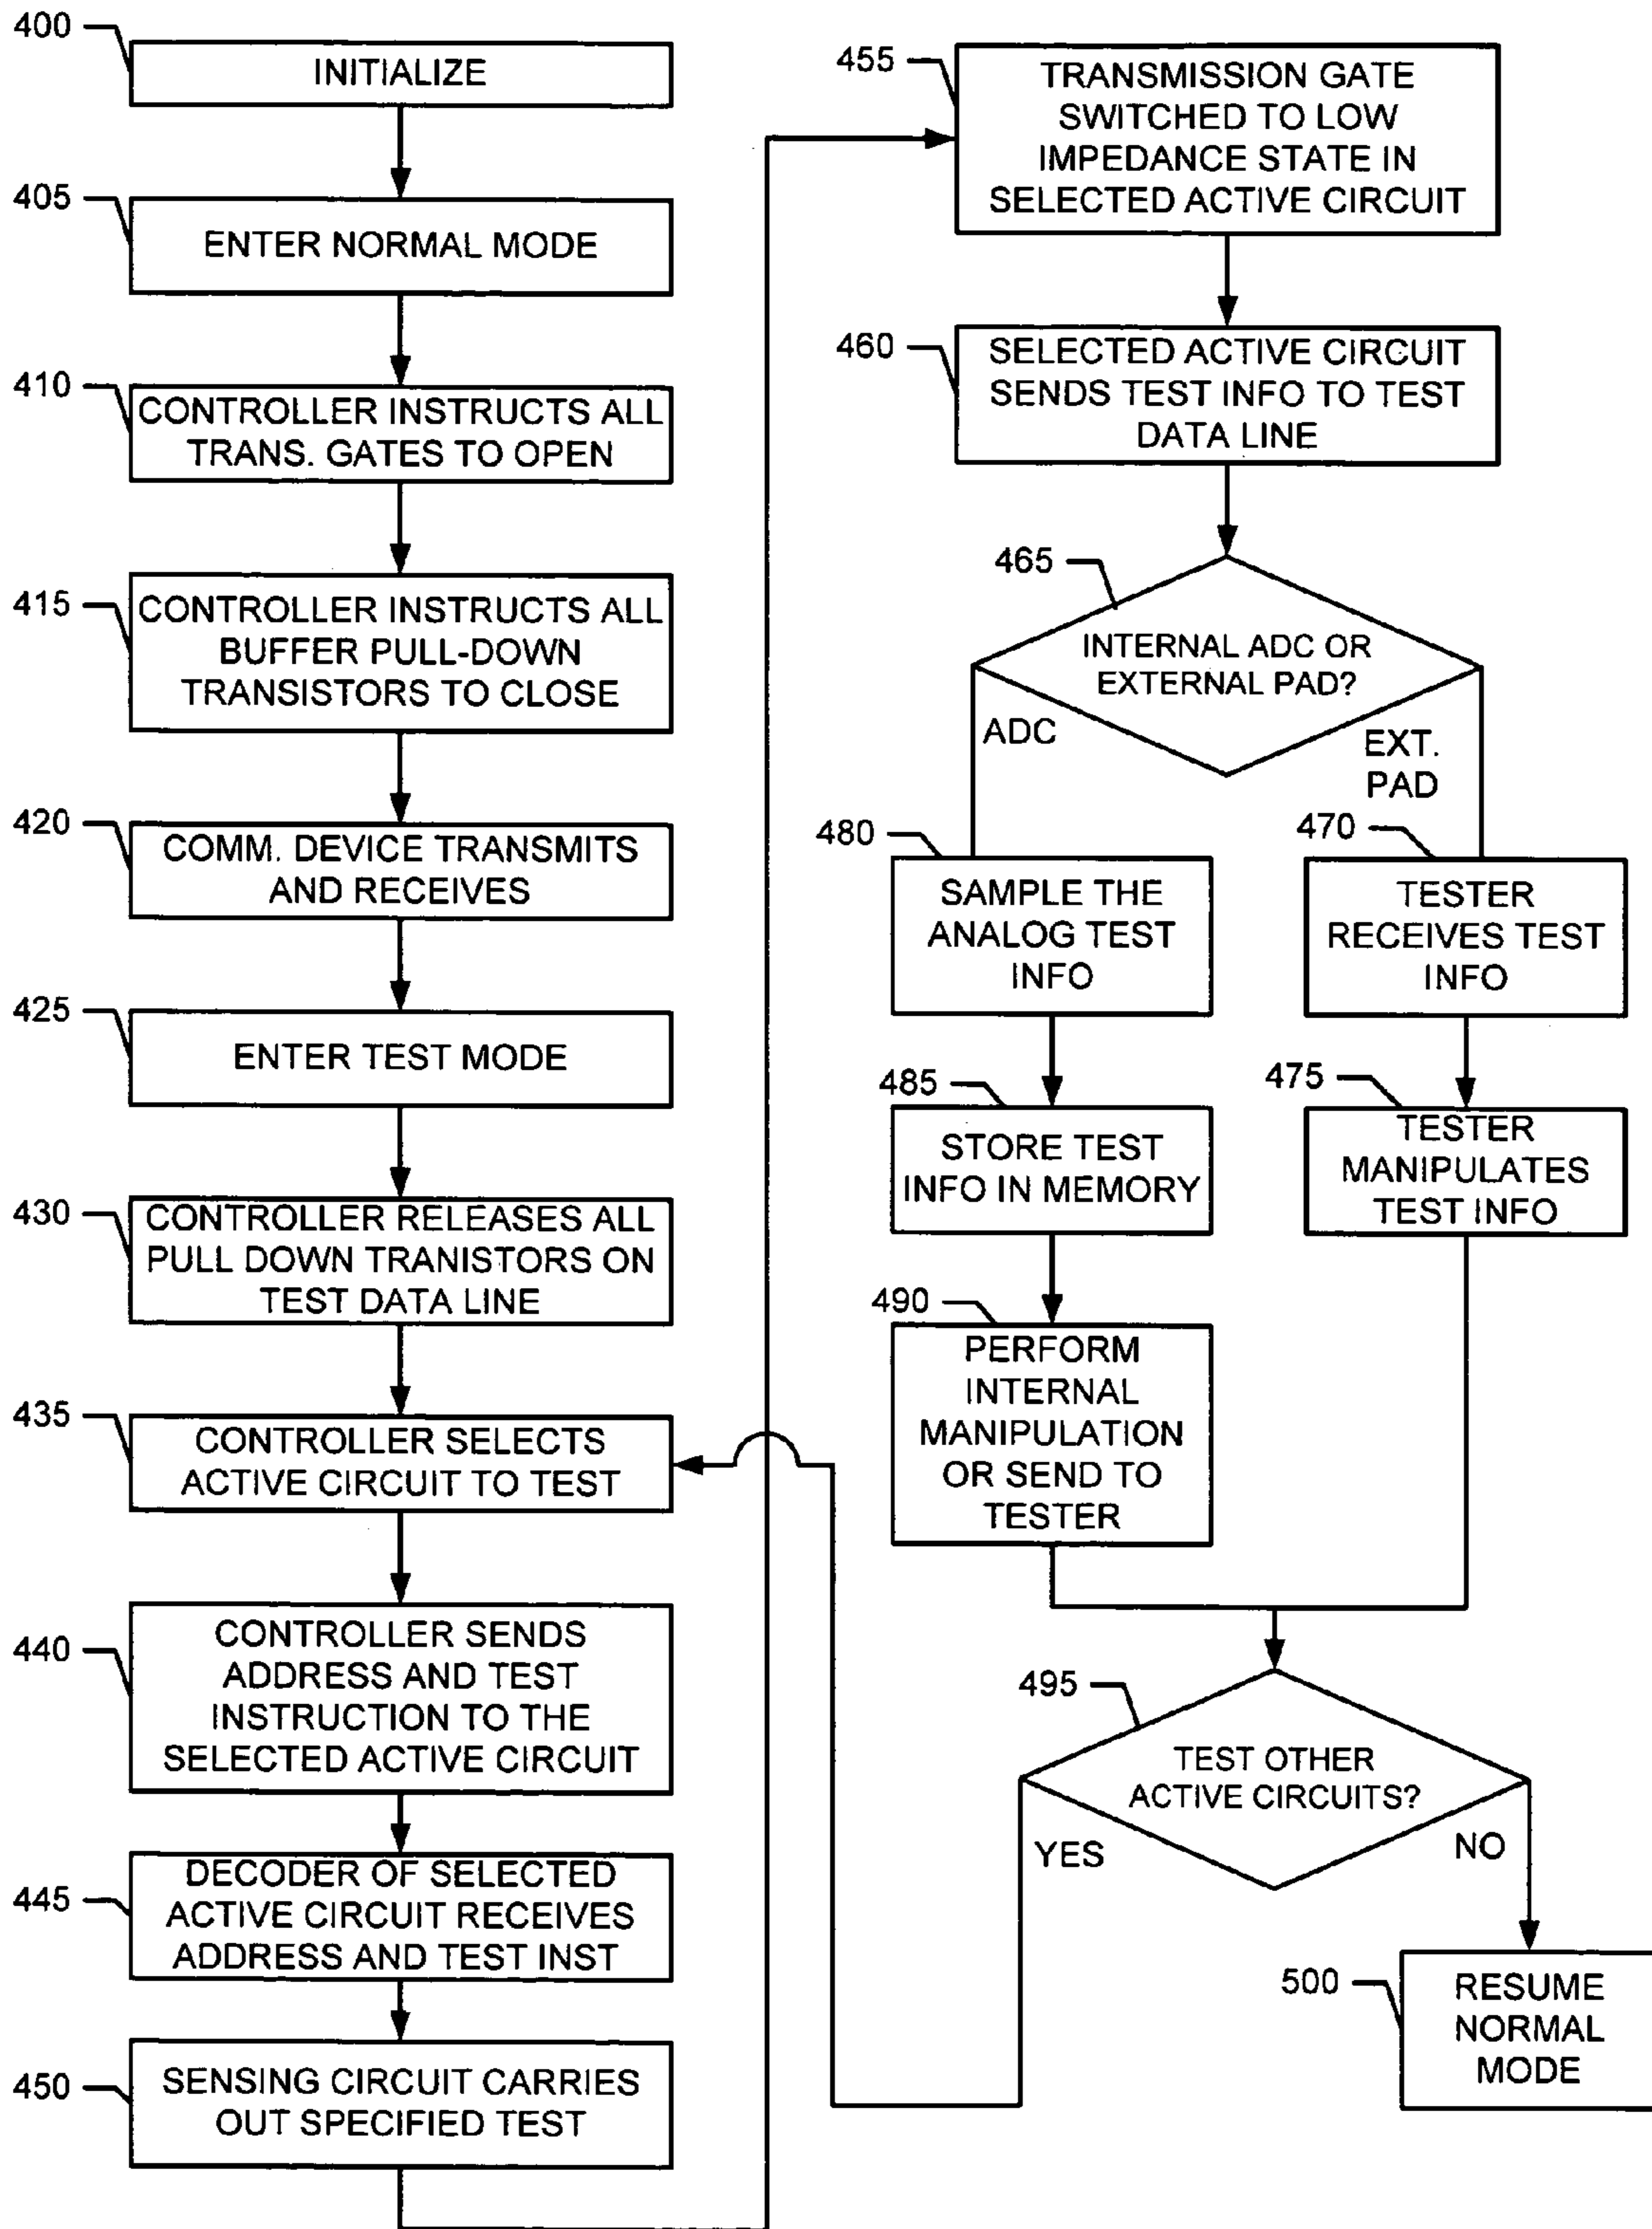 400
INITIALIZE
405
ENTER NORMAL MODE
410
CONTROLLER INSTRUCTS ALL
TRANS. GATES TO OPEN
415
CONTROLLER INSTRUCTS ALL
BUFFER PULL-DOWN
TRANSISTORS TO CLOSE
420
COMM. DEVICE TRANSMITS
AND RECEIVES
425
ENTER TEST MODE
430
CONTROLLER RELEASES ALL
PULL DOWN TRANISTORS ON
TEST DATA LINE
435
CONTROLLER SELECTS
ACTIVE CIRCUIT TO TEST
440
CONTROLLER SENDS
ADDRESS AND TEST
INSTRUCTION TO THE
SELECTED ACTIVE CIRCUIT
445
DECODER OF SELECTED
ACTIVE CIRCUIT RECEIVES
ADDRESS AND TEST INST
450
SENSING CIRCUIT CARRIES
OUT SPECIFIED TEST
455
TRANSMISSION GATE
SWITCHED TO LOW
IMPEDANCE STATE IN
SELECTED ACTIVE CIRCUIT
460
SELECTED ACTIVE CIRCUIT
SENDS TEST INFO TO TEST
DATA LINE
465
INTERNAL ADC OR
EXTERNAL PAD?
ADC
EXT.
PAD
480
SAMPLE THE
ANALOG TEST
INFO
470
TESTER
RECEIVES TEST
INFO
485
STORE TEST
INFO IN MEMORY
475
TESTER
MANIPULATES
TEST INFO
490
PERFORM
INTERNAL
MANIPULATION
OR SEND TO
TESTER
495
TEST OTHER
ACTIVE CIRCUITS?
YES
NO
500
RESUME
NORMAL
MODE